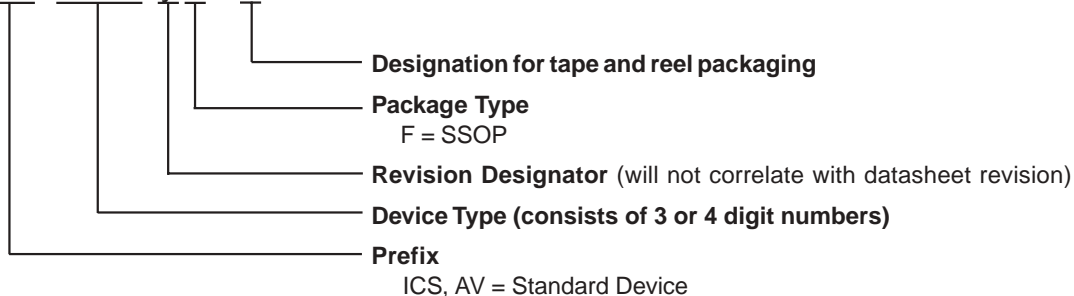 Designation for tape and reel packaging
Package Type
F = SSOP
Revision Designator (will not correlate with datasheet revision)
Device Type (consists of 3 or 4 digit numbers)
Prefix
ICS, AV = Standard Device